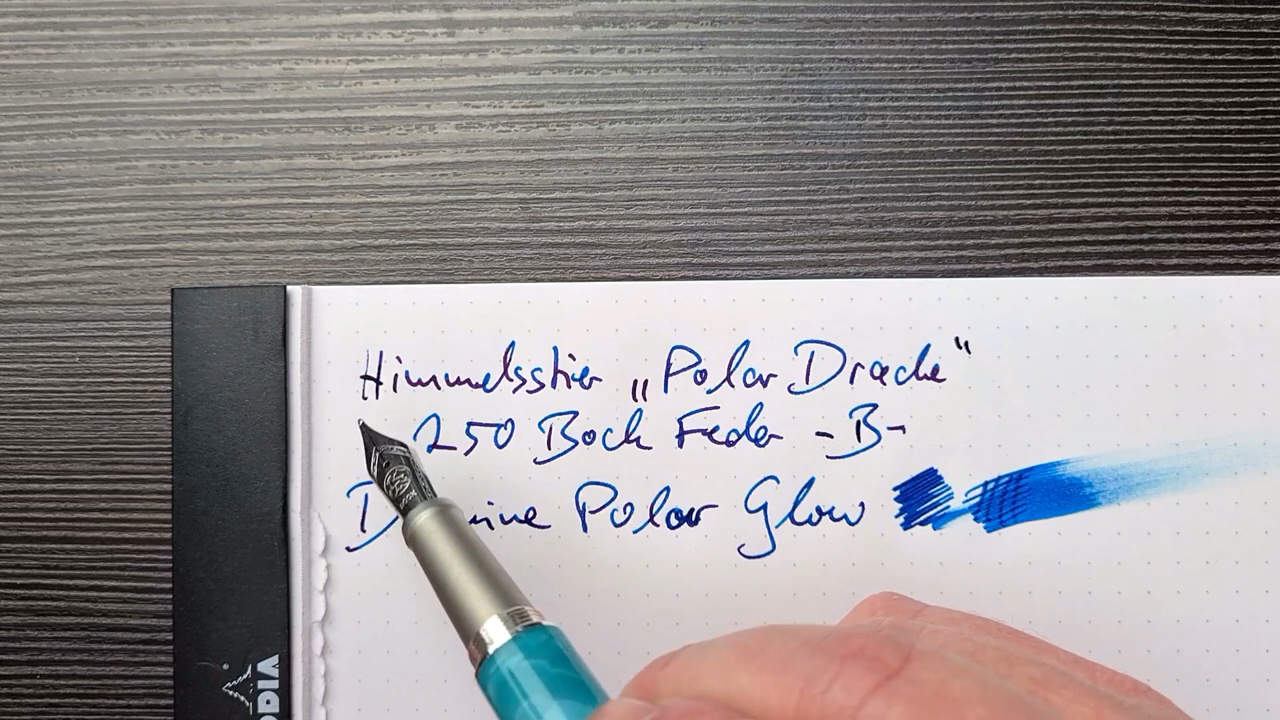 Himmelsstier „Polar Drache“
250 Bock Feder -B-
Polar Glow